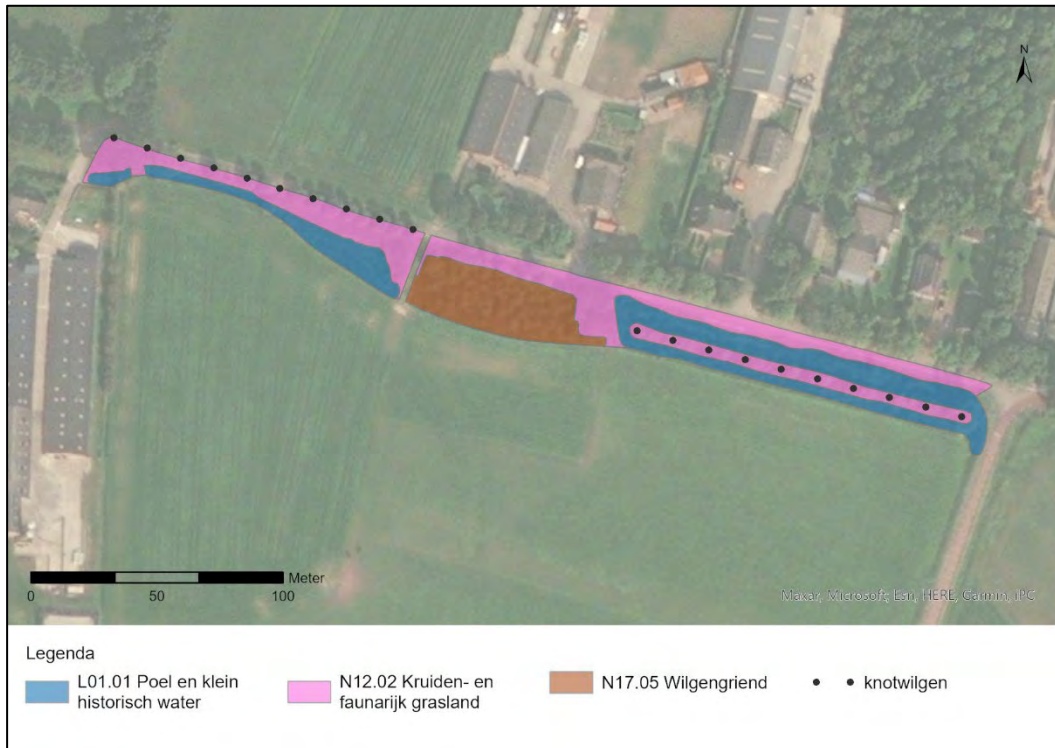 N
Meter
0 50 100
Maxar, Microsoft, Esri, HERE, Garmin, iPC
Legenda
L01.01 Poel en klein
historisch water
N12.02 Kruiden- en
faunarijk grasland
N17.05 Wilgengriend
knotwilgen